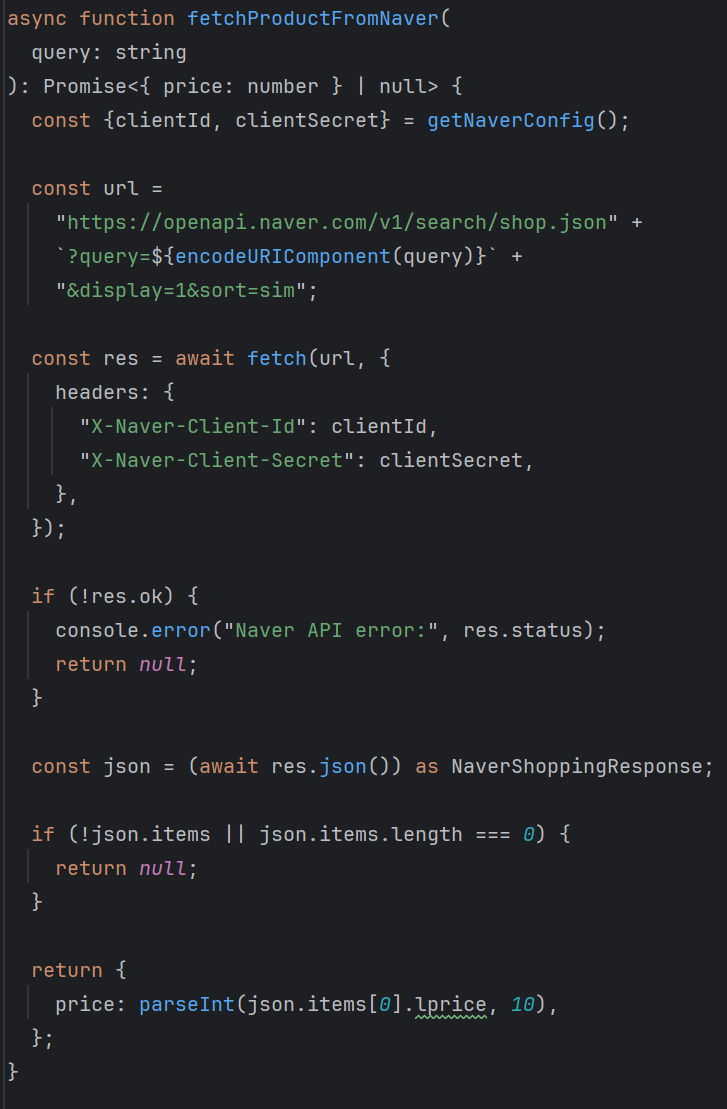 async function fetchProductFromNaver(
  query: string
): Promise<{ price: number } | null> {
  const {clientId, clientSecret} = getNaverConfig();

  const url =
    "https://openapi.naver.com/v1/search/shop.json" +
    `?query=${encodeURIComponent(query)}` +
    "&display=1&sort=sim";

  const res = await fetch(url, {
    headers: {
      "X-Naver-Client-Id": clientId,
      "X-Naver-Client-Secret": clientSecret,
    },
  });

  if (!res.ok) {
    console.error("Naver API error:", res.status);
    return null;
  }

  const json = (await res.json()) as NaverShoppingResponse;

  if (!json.items || json.items.length === 0) {
    return null;
  }

  return {
    price: parseInt(json.items[0].lprice, 10),
  };
}